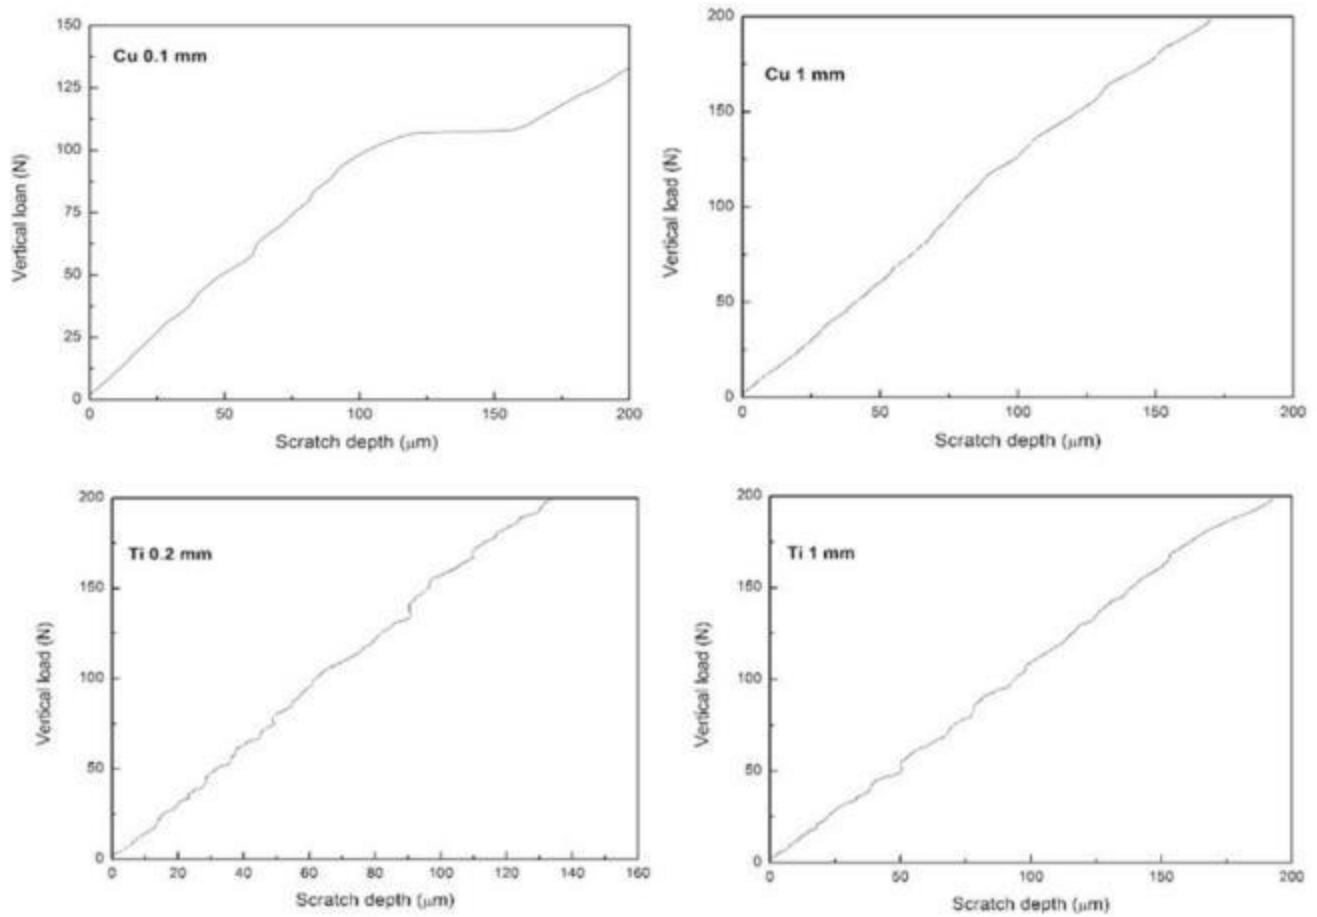 150
125
100
75
50
25
0
Cu 0.1 mm
Vertical loan (N)
0 50 100 150 200
Scratch depth (μm)
200
150
100
50
0
Cu 1 mm
Vertical load (N)
0 50 100 150 200
Scratch depth (μm)
200
150
100
50
0
Ti 0.2 mm
Vertical load (N)
0 20 40 60 80 100 120 140 160
Scratch depth (μm)
200
150
100
50
0
Ti 1 mm
Vertical load (N)
0 50 100 150 200
Scratch depth (μm)